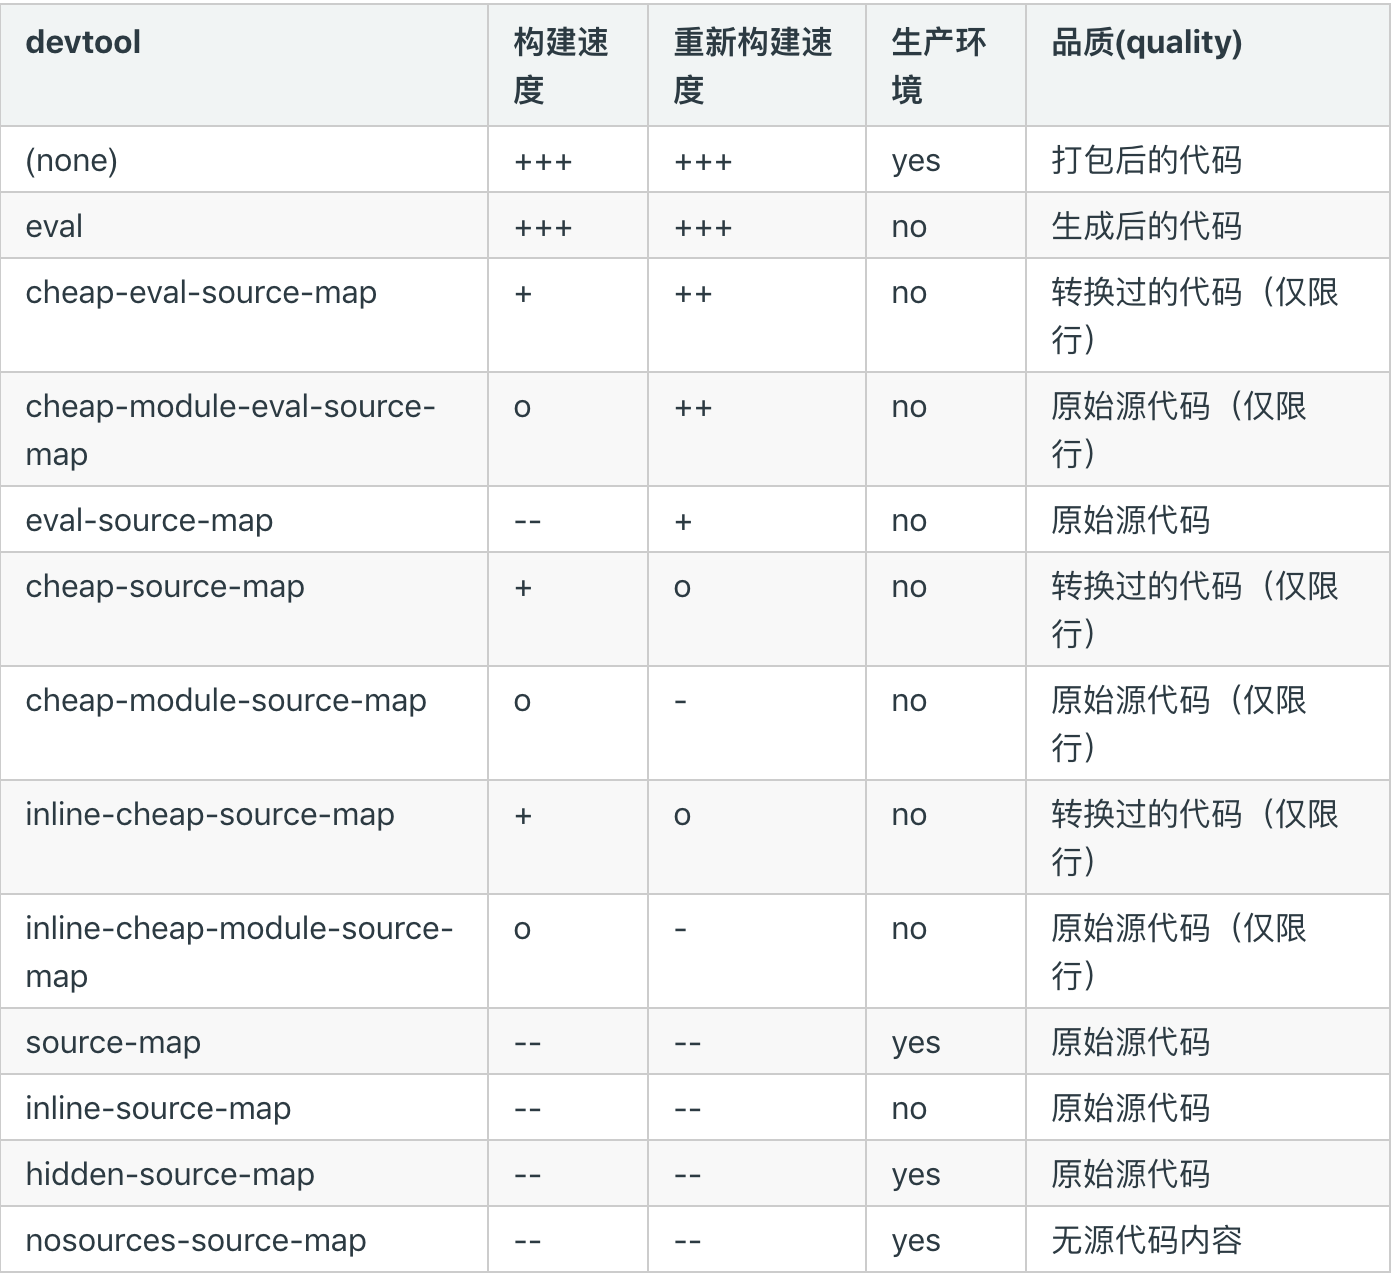 devtool 构建速 重新构建速 生产环 品质(quality)
度 度 境
(none) +++ +++ yes 打包后的代码
eval +++ +++ no 生成后的代码
cheap-eval-source-map + ++ no 转换过的代码（仅限
行）
cheap-module-eval-source- o ++ no 原始源代码（仅限
map 行）
eval-source-map -- + no 原始源代码
cheap-source-map + o no 转换过的代码（仅限
行）
cheap-module-source-map o - no 原始源代码（仅限
行）
inline-cheap-source-map + o no 转换过的代码（仅限
行）
inline-cheap-module-source- o - no 原始源代码（仅限
map 行）
source-map -- -- yes 原始源代码
inline-source-map -- -- no 原始源代码
hidden-source-map -- -- yes 原始源代码
nosources-source-map -- -- yes 无源代码内容